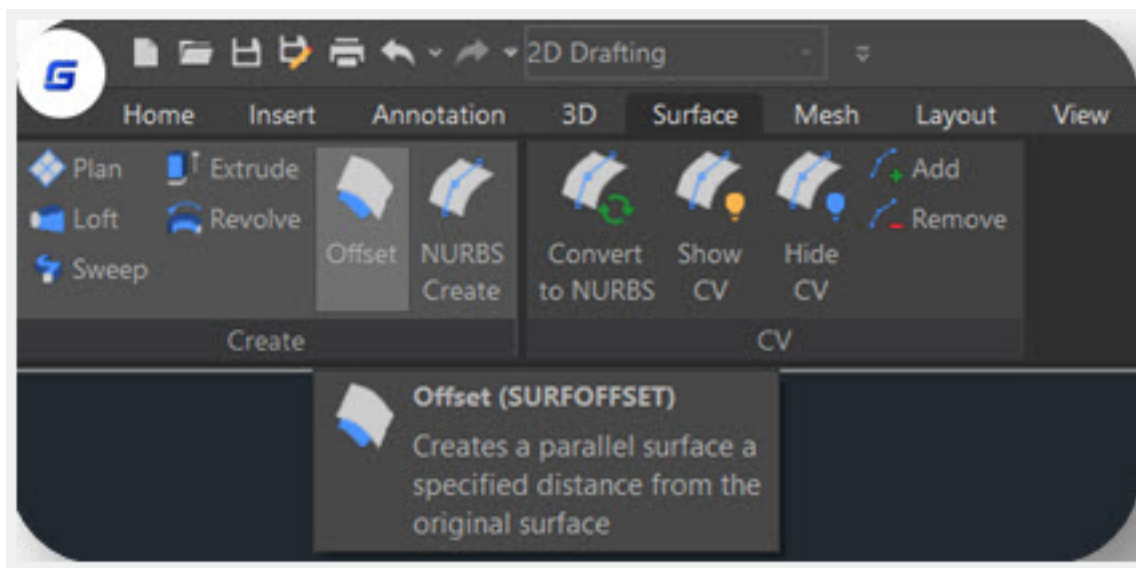 G
2D Drafting
Home Insert Annotation 3D Surface Mesh Layout View
Plan Extrude
Loft Revolve
Sweep
Offset
NURBS
Create
Convert
to NURBS
Show
CV
Hide
CV
Add
Remove
Create CV
Offset (SURFOFFSET)
Creates a parallel surface a
specified distance from the
original surface